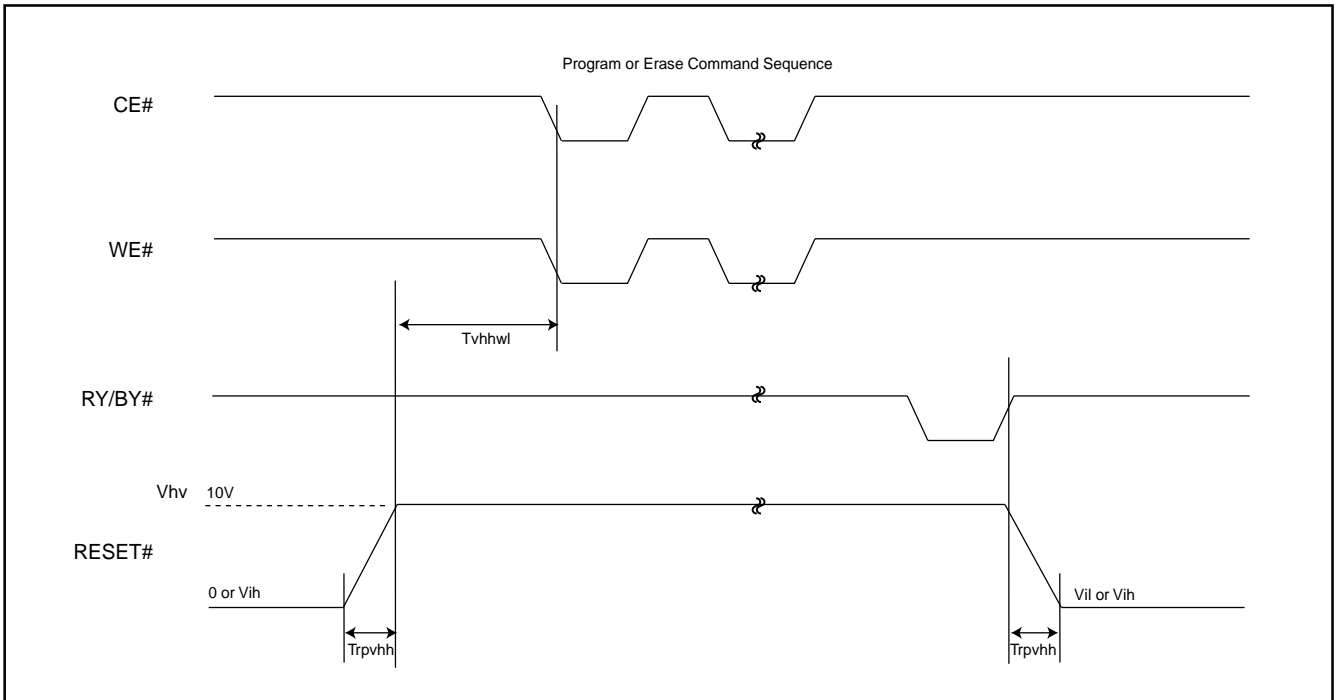 Program or Erase Command Sequence
CE#
WE#
Tvhhwl
RY/BY#
Vhv 10V
RESET#
0 or Vih
Vil or Vih
Trpvhh
Trpvhh